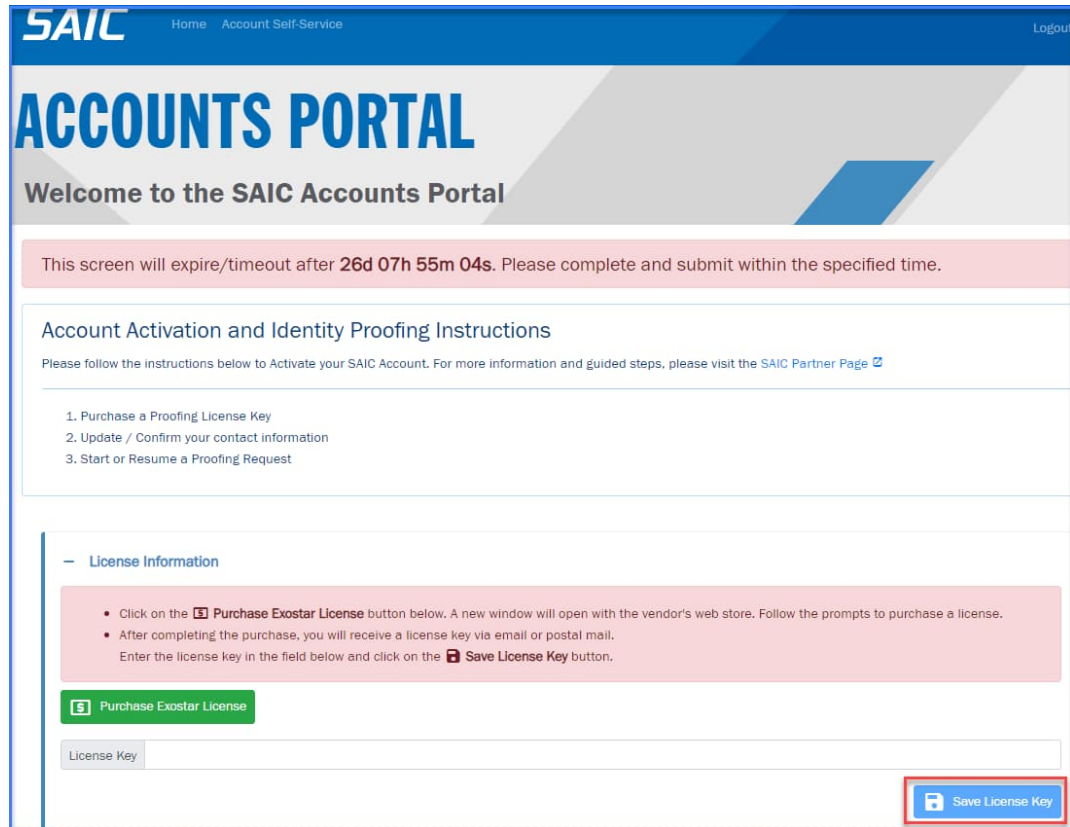 SAIC Home Account Self-Service Logout
ACCOUNTS PORTAL
Welcome to the SAIC Accounts Portal
This screen will expire/timeout after 26d 07h 55m 04s. Please complete and submit within the specified time.
Account Activation and Identity Proofing Instructions
Please follow the instructions below to Activate your SAIC Account. For more information and guided steps, please visit the SAIC Partner Page
1. Purchase a Proofing License Key
2. Update / Confirm your contact information
3. Start or Resume a Proofing Request
– License Information
• Click on the Purchase Exostar License button below. A new window will open with the vendor's web store. Follow the prompts to purchase a license.
• After completing the purchase, you will receive a license key via email or postal mail.
Enter the license key in the field below and click on the Save License Key button.
Purchase Exostar License
License Key
Save License Key